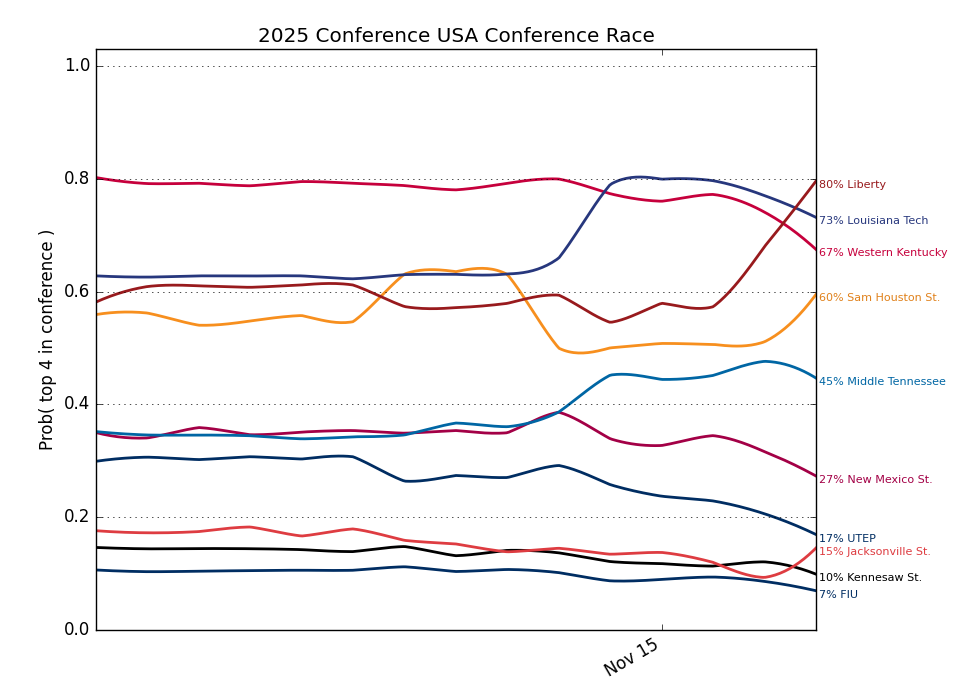 2025 Conference USA Conference Race
Prob( top 4 in conference )
1.0
0.8
0.6
0.4
0.2
0.0
Nov 15
80% Liberty
73% Louisiana Tech
67% Western Kentucky
60% Sam Houston St.
45% Middle Tennessee
27% New Mexico St.
17% UTEP
15% Jacksonville St.
10% Kennesaw St.
7% FIU